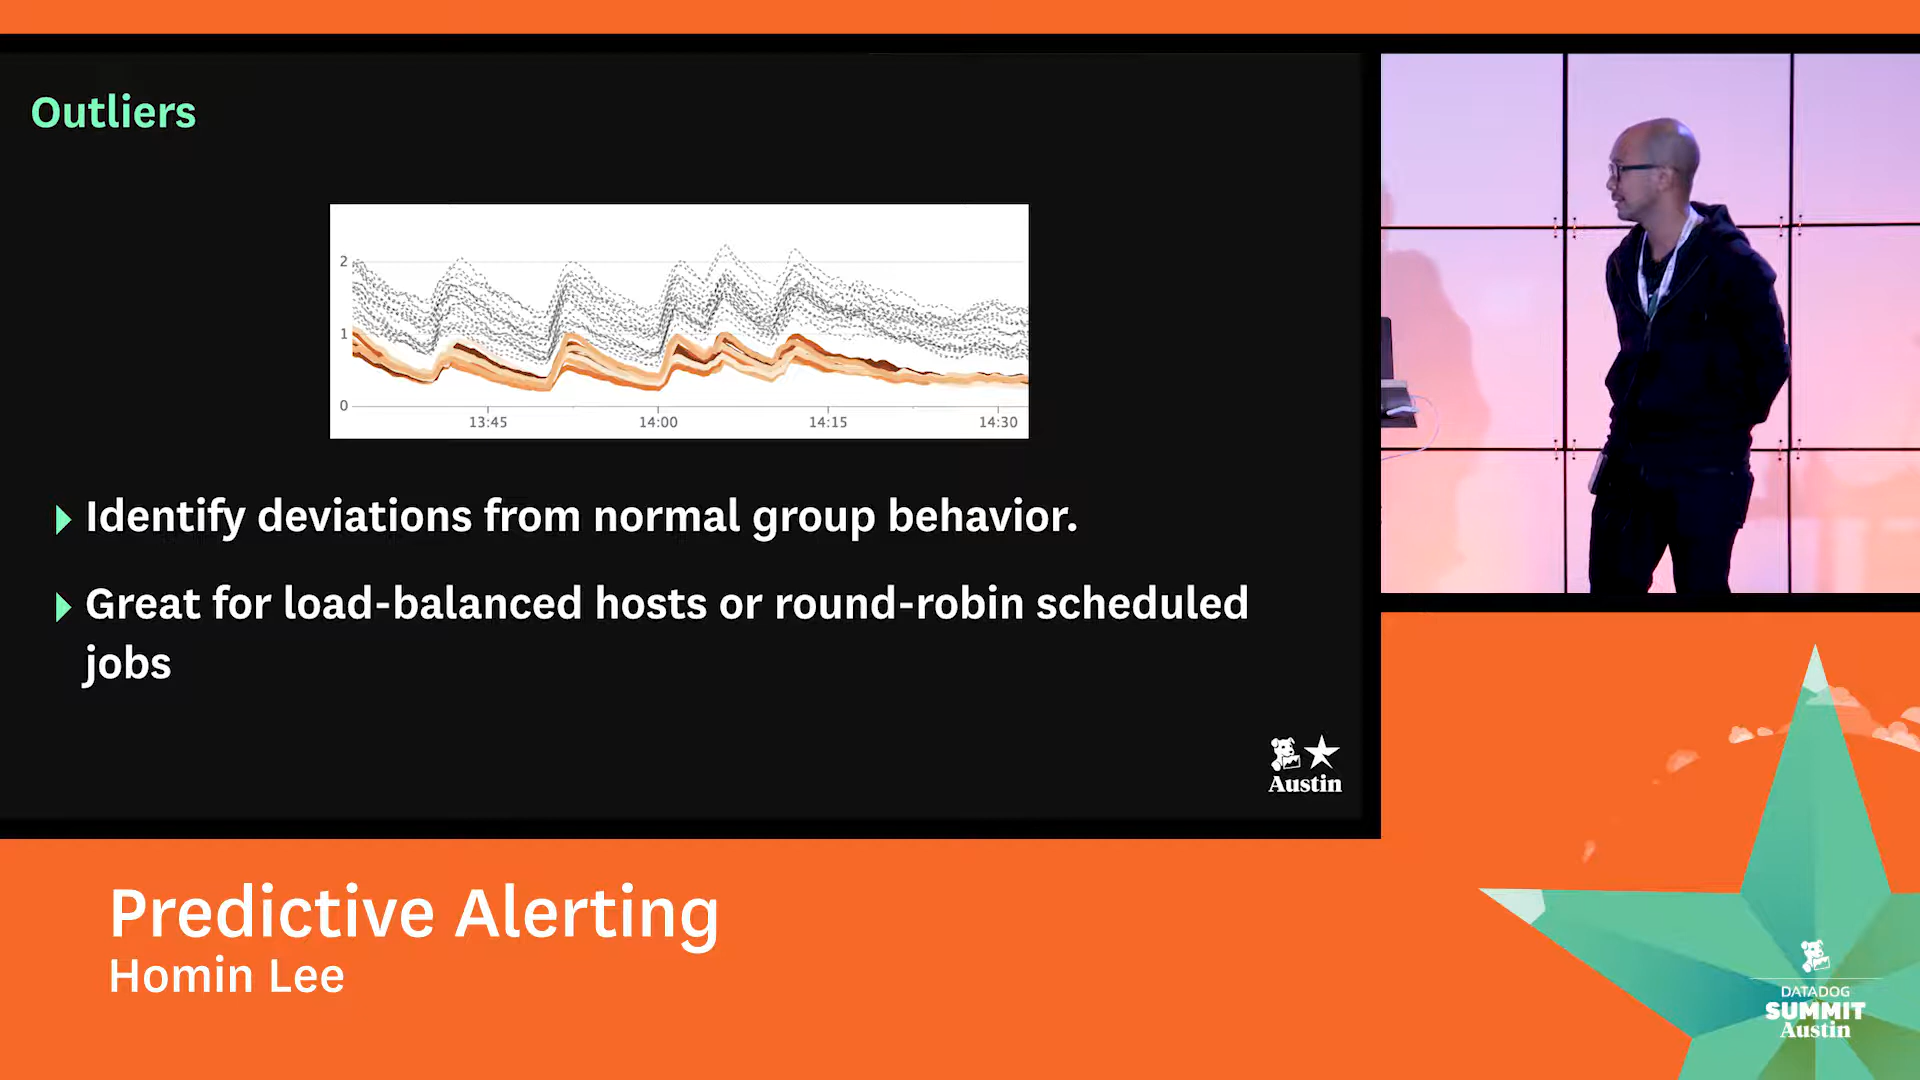 Outliers
2
1
0
13:45
14:00
14:15
14:30
Identify deviations from normal group behavior.
Great for load-balanced hosts or round-robin scheduled
jobs
Austin
Predictive Alerting
Homin Lee
DATADOG
SUMMIT
Austin